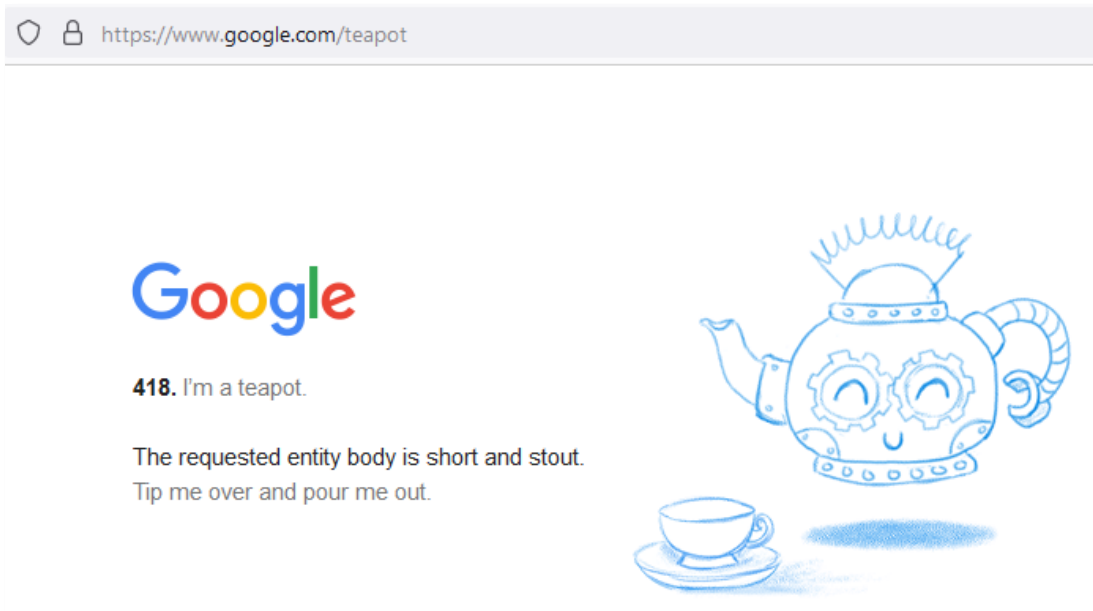 https://www.google.com/teapot
Google
418. I'm a teapot.
The requested entity body is short and stout.
Tip me over and pour me out.